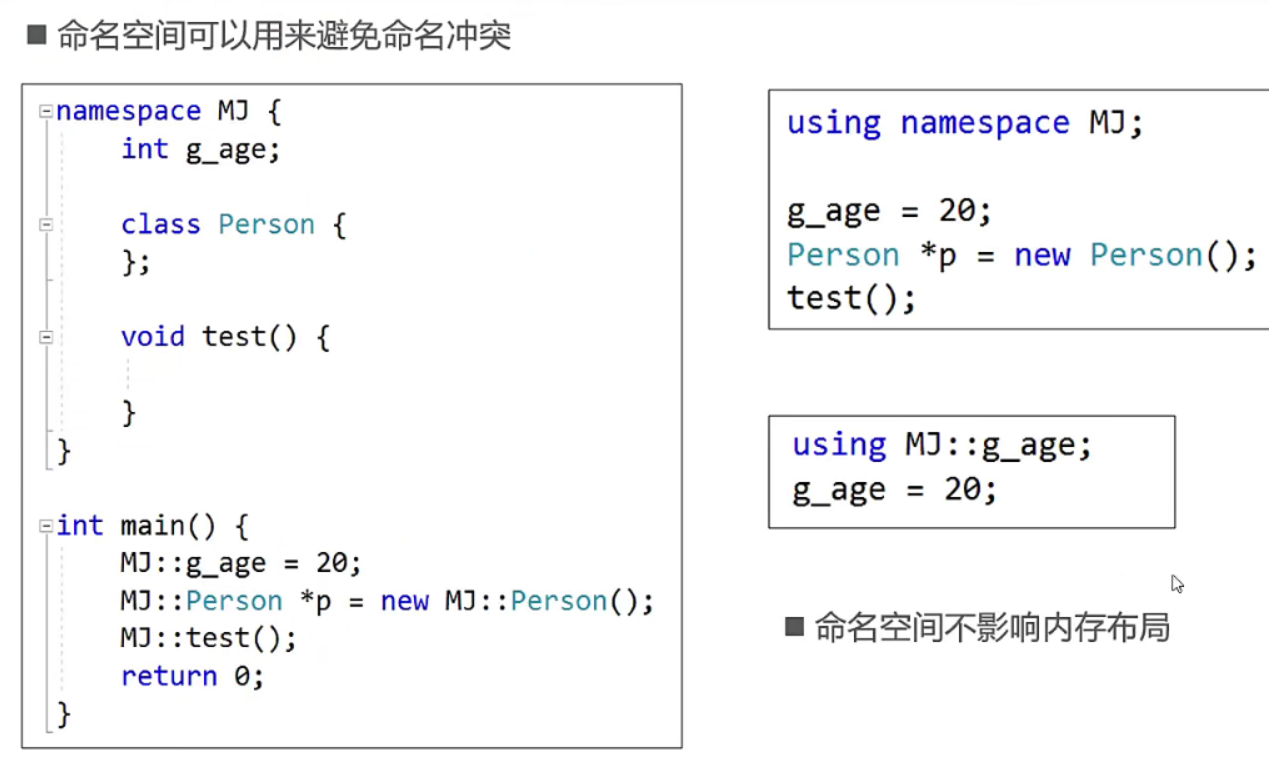 ■ 命名空间可以用来避免命名冲突
namespace MJ {
    int g_age;

    class Person {
    };

    void test() {

    }
}

int main() {
    MJ::g_age = 20;
    MJ::Person *p = new MJ::Person();
    MJ::test();
    return 0;
}
using namespace MJ;

g_age = 20;
Person *p = new Person();
test();
using MJ::g_age;
g_age = 20;
■ 命名空间不影响内存布局